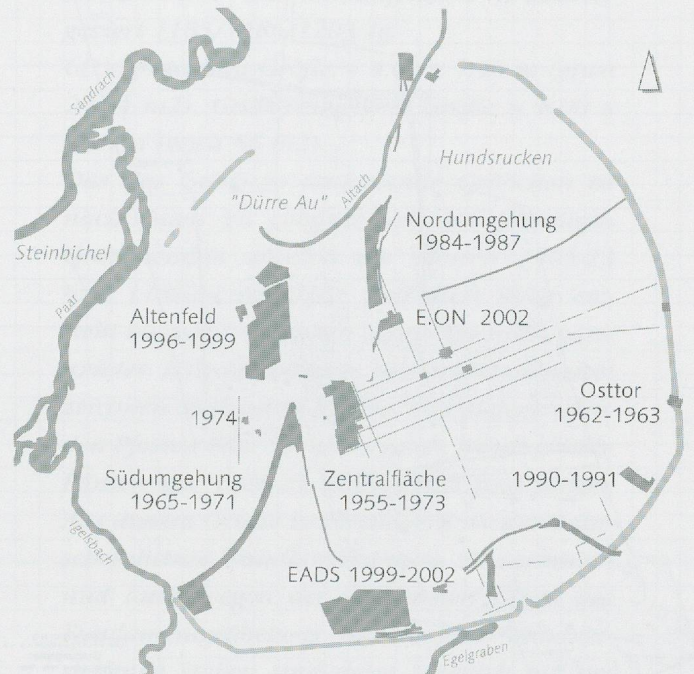 Sandrach
Hundsrucken
"Dürre Au"
Altach
Nordumgehung
1984-1987
Steinbichel
Paar
Altenfeld
1996-1999
E.ON 2002
Osttor
1962-1963
1974
Südumgehung
1965-1971
Zentralfläche
1955-1973
1990-1991
Igelsbach
EADS 1999-2002
Egelgraben